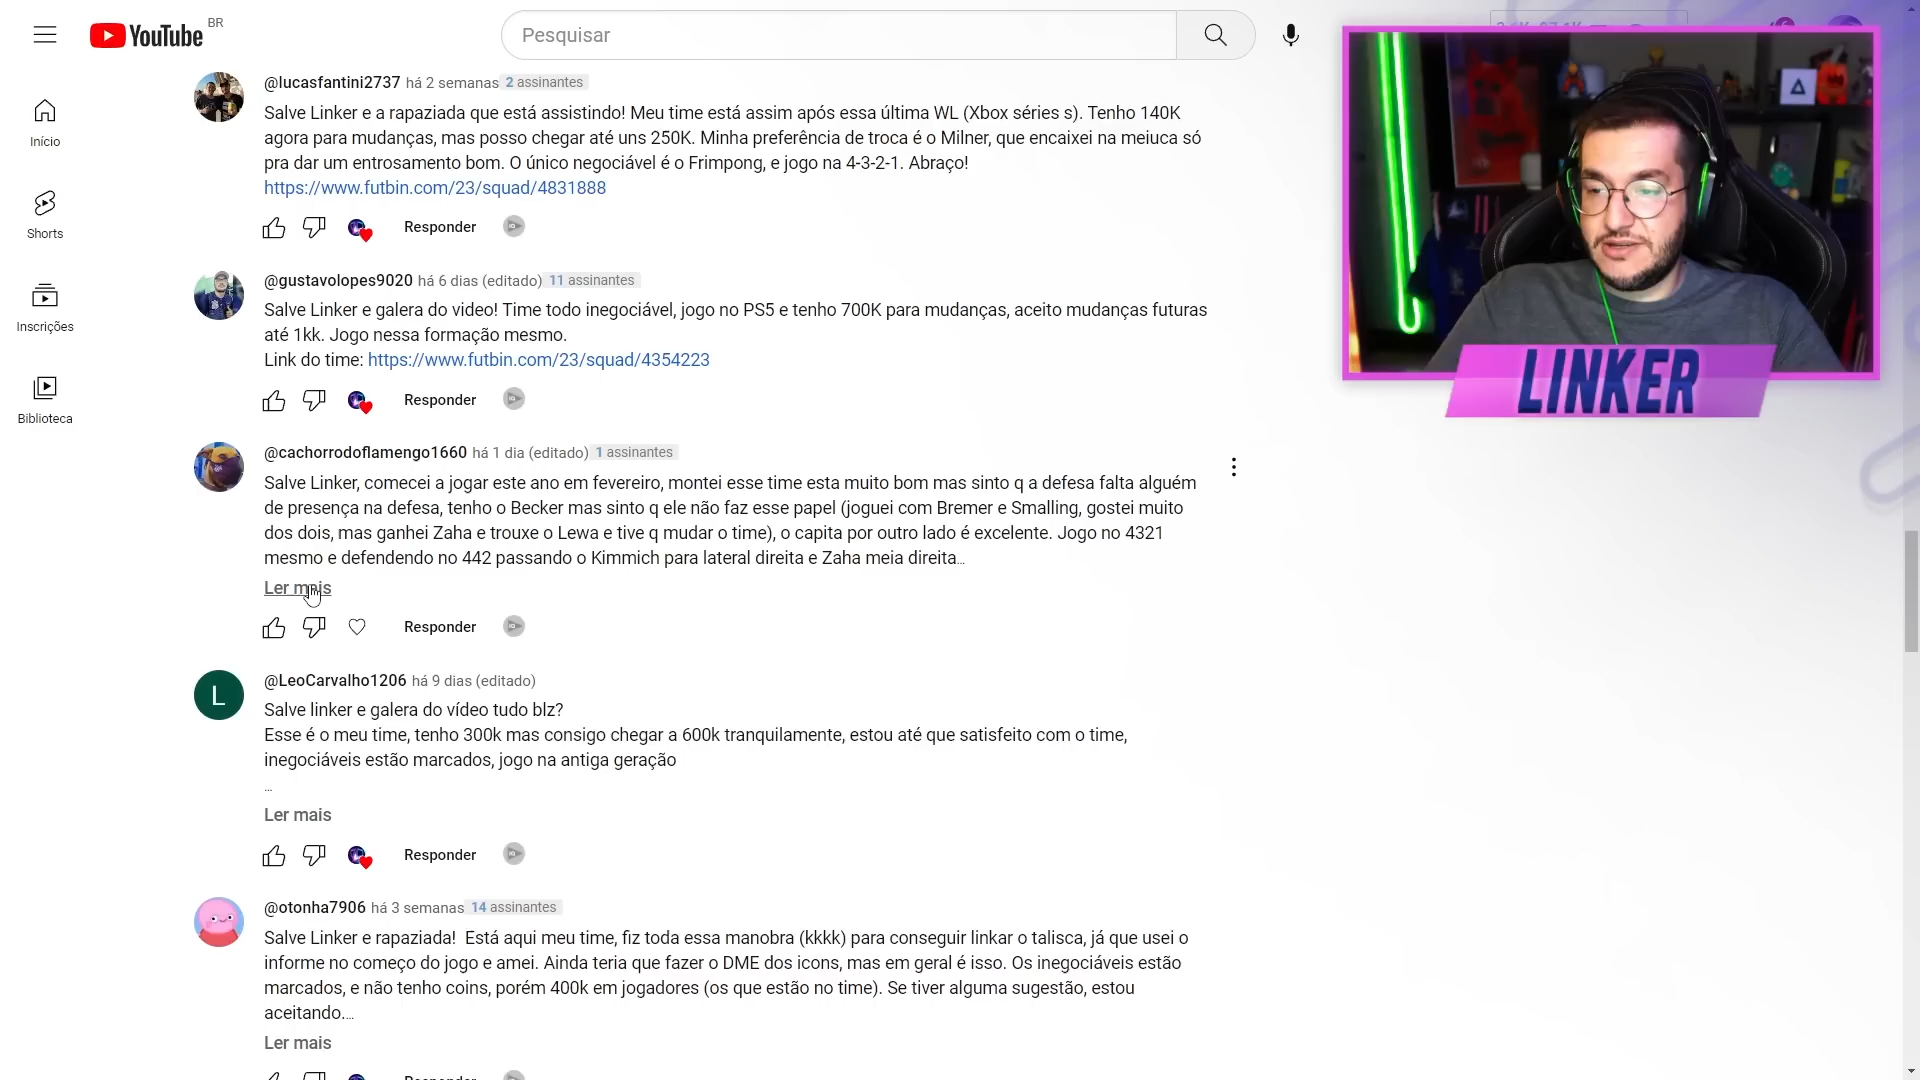 YouTube BR
Pesquisar
Início
Shorts
Inscrições
Biblioteca
@lucasfantini2737 há 2 semanas 2 assinantes
Salve Linker e a rapaziada que está assistindo! Meu time está assim após essa última WL (Xbox séries s). Tenho 140K
agora para mudanças, mas posso chegar até uns 250K. Minha preferência de troca é o Milner, que encaixei na meiuca só
pra dar um entrosamento bom. O único negociável é o Frimpong, e jogo na 4-3-2-1. Abraço!
https://www.futbin.com/23/squad/4831888
Responder
@gustavolopes9020 há 6 dias (editado) 11 assinantes
Salve Linker e galera do video! Time todo inegociável, jogo no PS5 e tenho 700K para mudanças, aceito mudanças futuras
até 1kk. Jogo nessa formação mesmo.
Link do time: https://www.futbin.com/23/squad/4354223
Responder
@cachorrodoflamengo1660 há 1 dia (editado) 1 assinantes
Salve Linker, comecei a jogar este ano em fevereiro, montei esse time esta muito bom mas sinto q a defesa falta alguém
de presença na defesa, tenho o Becker mas sinto q ele não faz esse papel (joguei com Bremer e Smalling, gostei muito
dos dois, mas ganhei Zaha e trouxe o Lewa e tive q mudar o time), o capita por outro lado é excelente. Jogo no 4321
mesmo e defendendo no 442 passando o Kimmich para lateral direita e Zaha meia direita...
Ler mais
Responder
@LeoCarvalho1206 há 9 dias (editado)
L
Salve linker e galera do vídeo tudo blz?
Esse é o meu time, tenho 300k mas consigo chegar a 600k tranquilamente, estou até que satisfeito com o time,
inegociáveis estão marcados, jogo na antiga geração
...
Ler mais
Responder
@otonha7906 há 3 semanas 14 assinantes
Salve Linker e rapaziada!  Está aqui meu time, fiz toda essa manobra (kkkk) para conseguir linkar o talisca, já que usei o
informe no começo do jogo e amei. Ainda teria que fazer o DME dos icons, mas em geral é isso. Os inegociáveis estão
marcados, e não tenho coins, porém 400k em jogadores (os que estão no time). Se tiver alguma sugestão, estou
aceitando....
Ler mais
Responder
LINKER